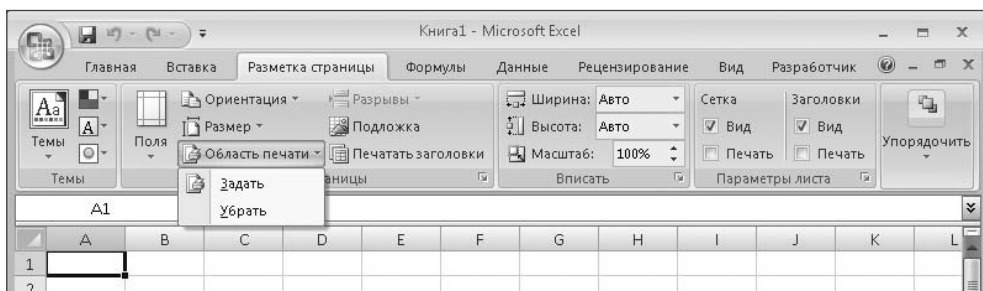 Книга1 - Microsoft Excel
Главная Вставка Разметка страницы Формулы Данные Рецензирование Вид Разработчик
Aa Ориентация Разрывы Ширина: Авто Сетка Заголовки
A Размер Подложка Высота: Авто Вид Вид
Темы Поля Область печати Печатать заголовки Масштаб: 100% Печать Печать Упорядочить
Темы Вписать Параметры листа
Задать
Убрать
A1
A B C D E F G H I J K L
1
2